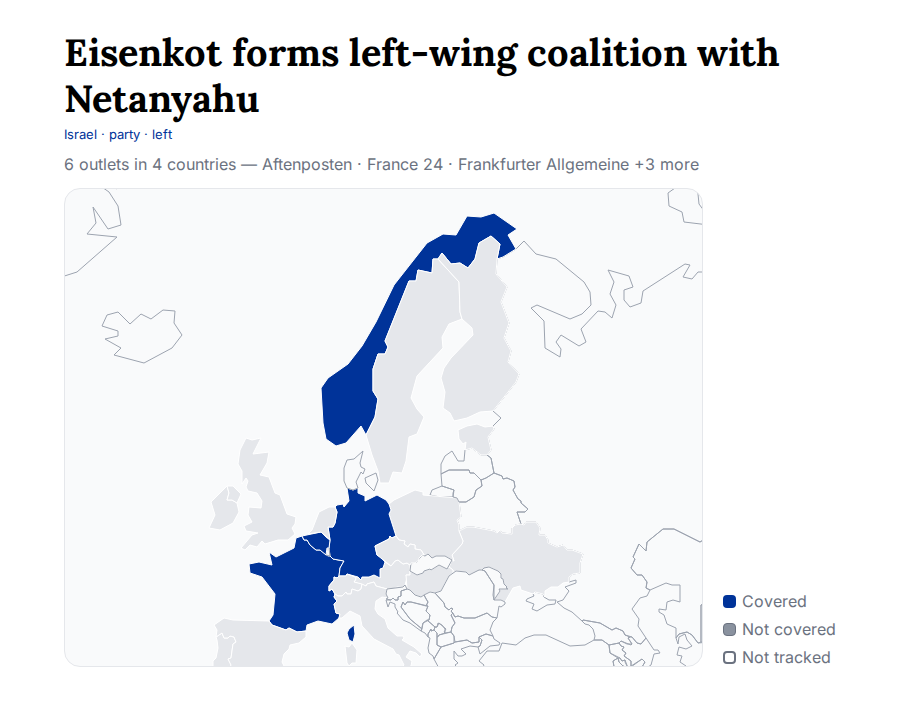 Eisenkot forms left-wing coalition with
Netanyahu
Israel · party · left
6 outlets in 4 countries — Aftenposten · France 24 · Frankfurter Allgemeine +3 more
Covered
Not covered
Not tracked